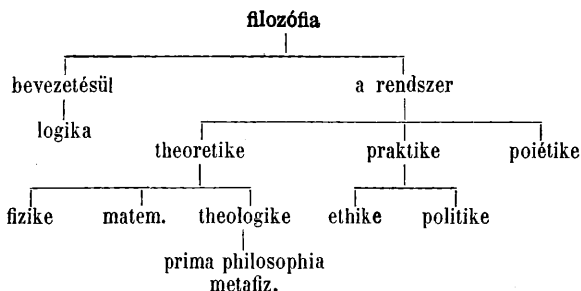 filozófia
bevezetésül a rendszer
logika
theoretike praktike poiétike
fizike matem. theologike ethike politike
prima philosophia
metafiz.